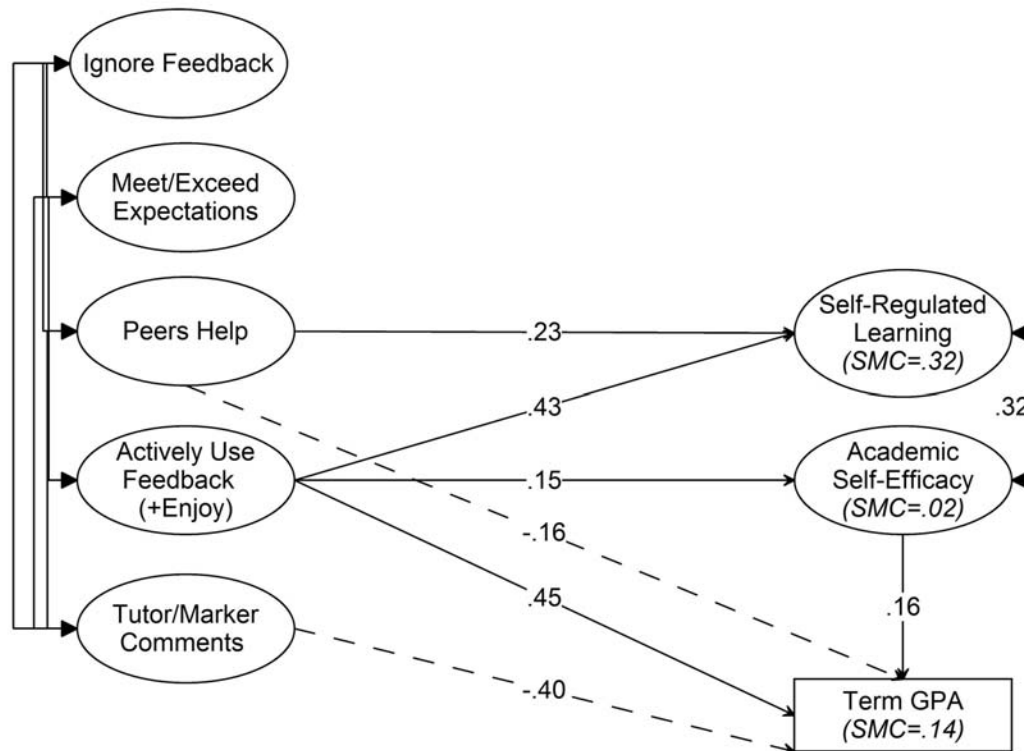 Ignore Feedback
Meet/Exceed
Expectations
Peers Help
.23
Self-Regulated
Learning
(SMC=.32)
.43
.32
Actively Use
Feedback
(+Enjoy)
.15
Academic
Self-Efficacy
(SMC=.02)
-.16
.45
.16
Tutor/Marker
Comments
-.40
Term GPA
(SMC=.14)